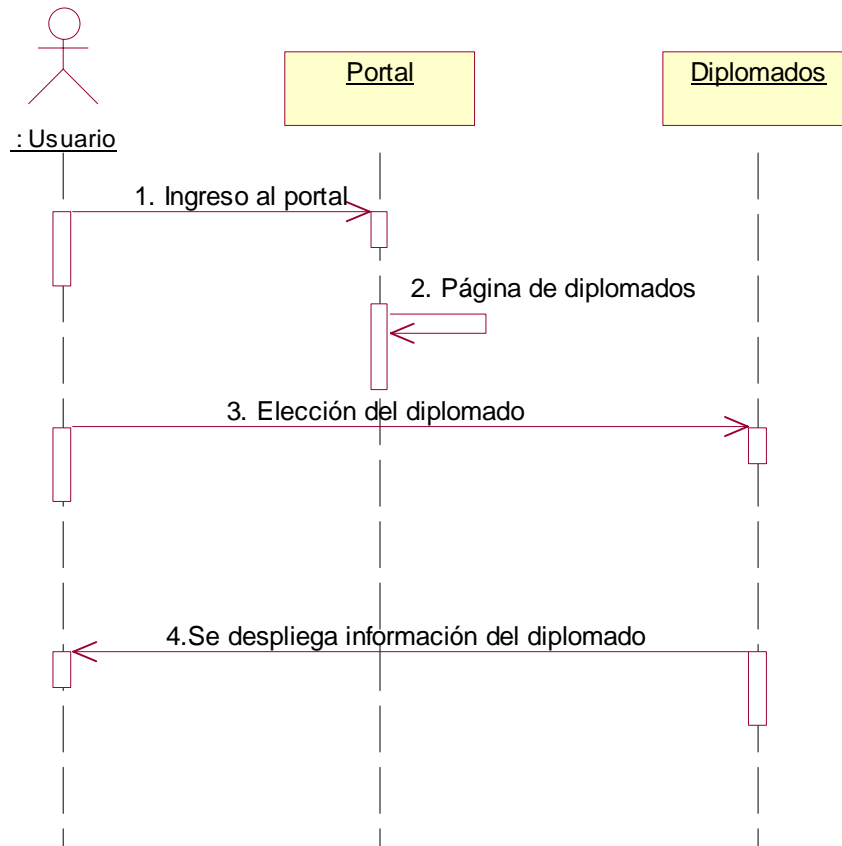 Portal
Diplomados
: Usuario
1. Ingreso al portal
2. Página de diplomados
3. Elección del diplomado
4.Se despliega información del diplomado